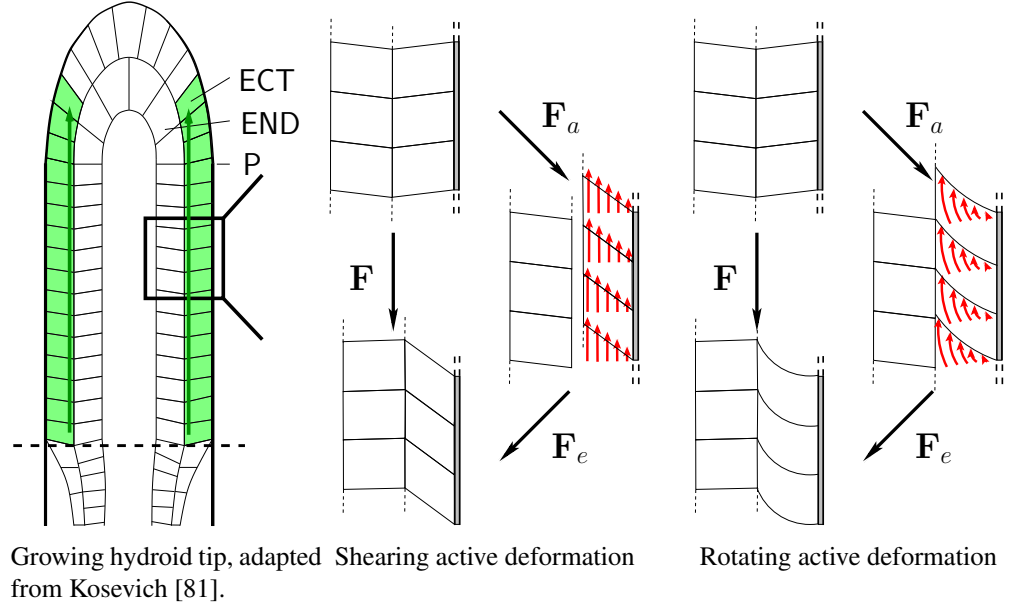 ECT
END
P
F_a
F
F_e
F_a
F
F_e
Growing hydroid tip, adapted
from Kosevich [81].
Shearing active deformation
Rotating active deformation